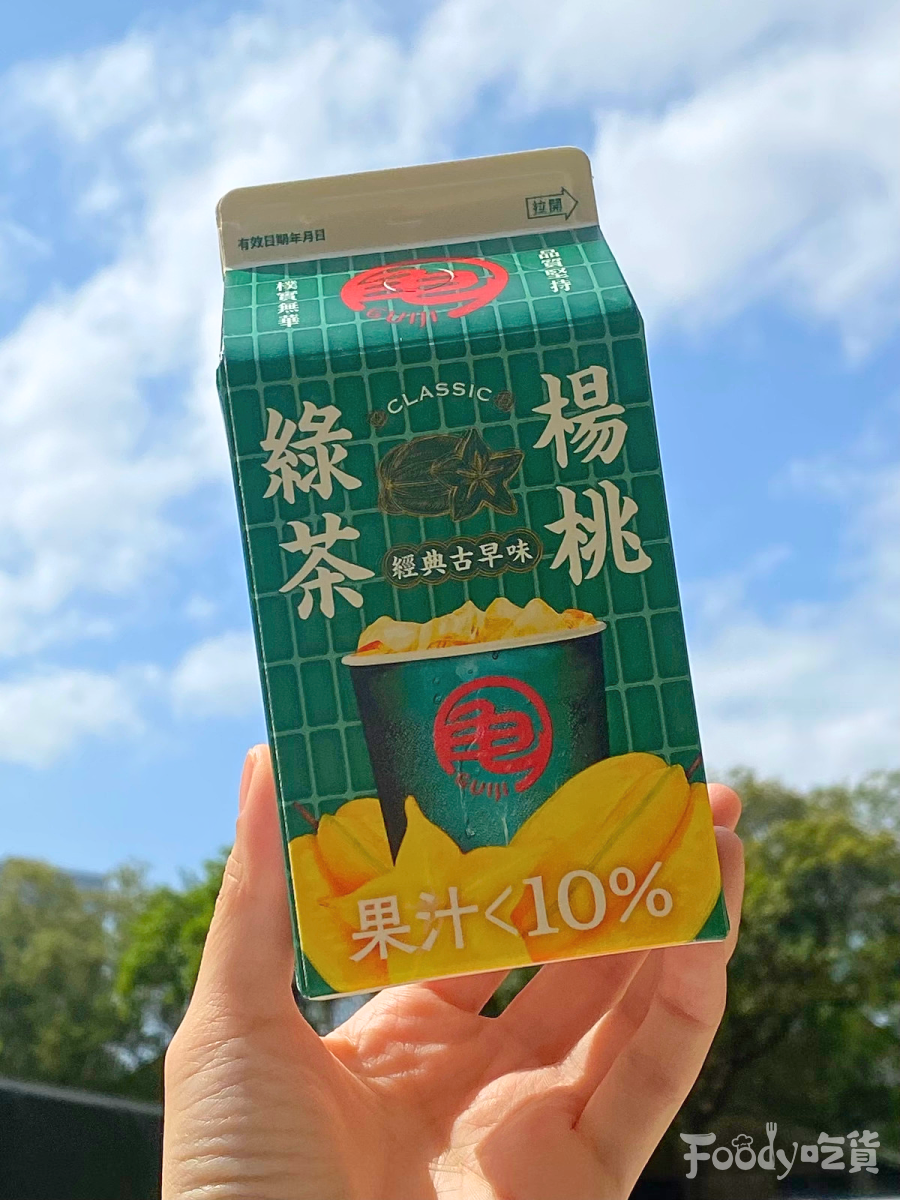 拉開
有效日期年月日
品質堅持
樸實無華
CLASSIC
楊桃
綠茶
經典古早味
果汁<10%
Foody吃貨